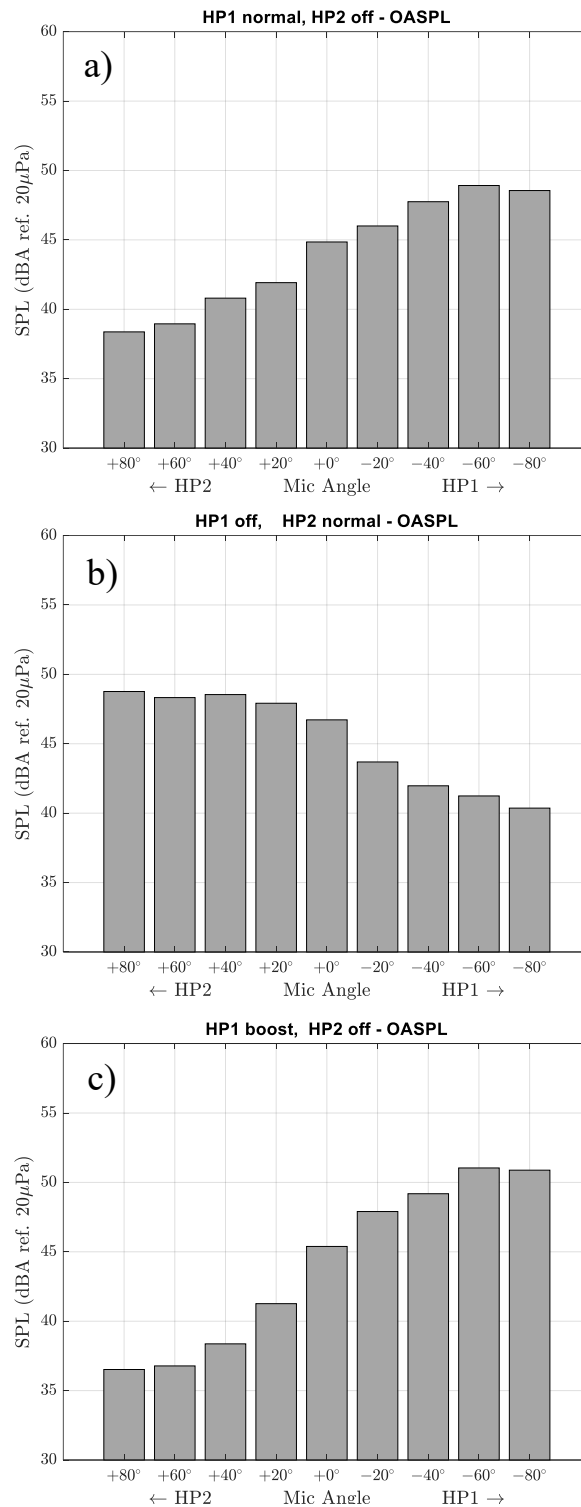 HP1 normal, HP2 off - OASPL
a)
SPL (dBA ref. 20μPa)
60
55
50
45
40
35
30
+80° +60° +40° +20° +0° −20° −40° −60° −80°
← HP2 Mic Angle HP1 →
HP1 off, HP2 normal - OASPL
b)
SPL (dBA ref. 20μPa)
60
55
50
45
40
35
30
+80° +60° +40° +20° +0° −20° −40° −60° −80°
← HP2 Mic Angle HP1 →
HP1 boost, HP2 off - OASPL
c)
SPL (dBA ref. 20μPa)
60
55
50
45
40
35
30
+80° +60° +40° +20° +0° −20° −40° −60° −80°
← HP2 Mic Angle HP1 →